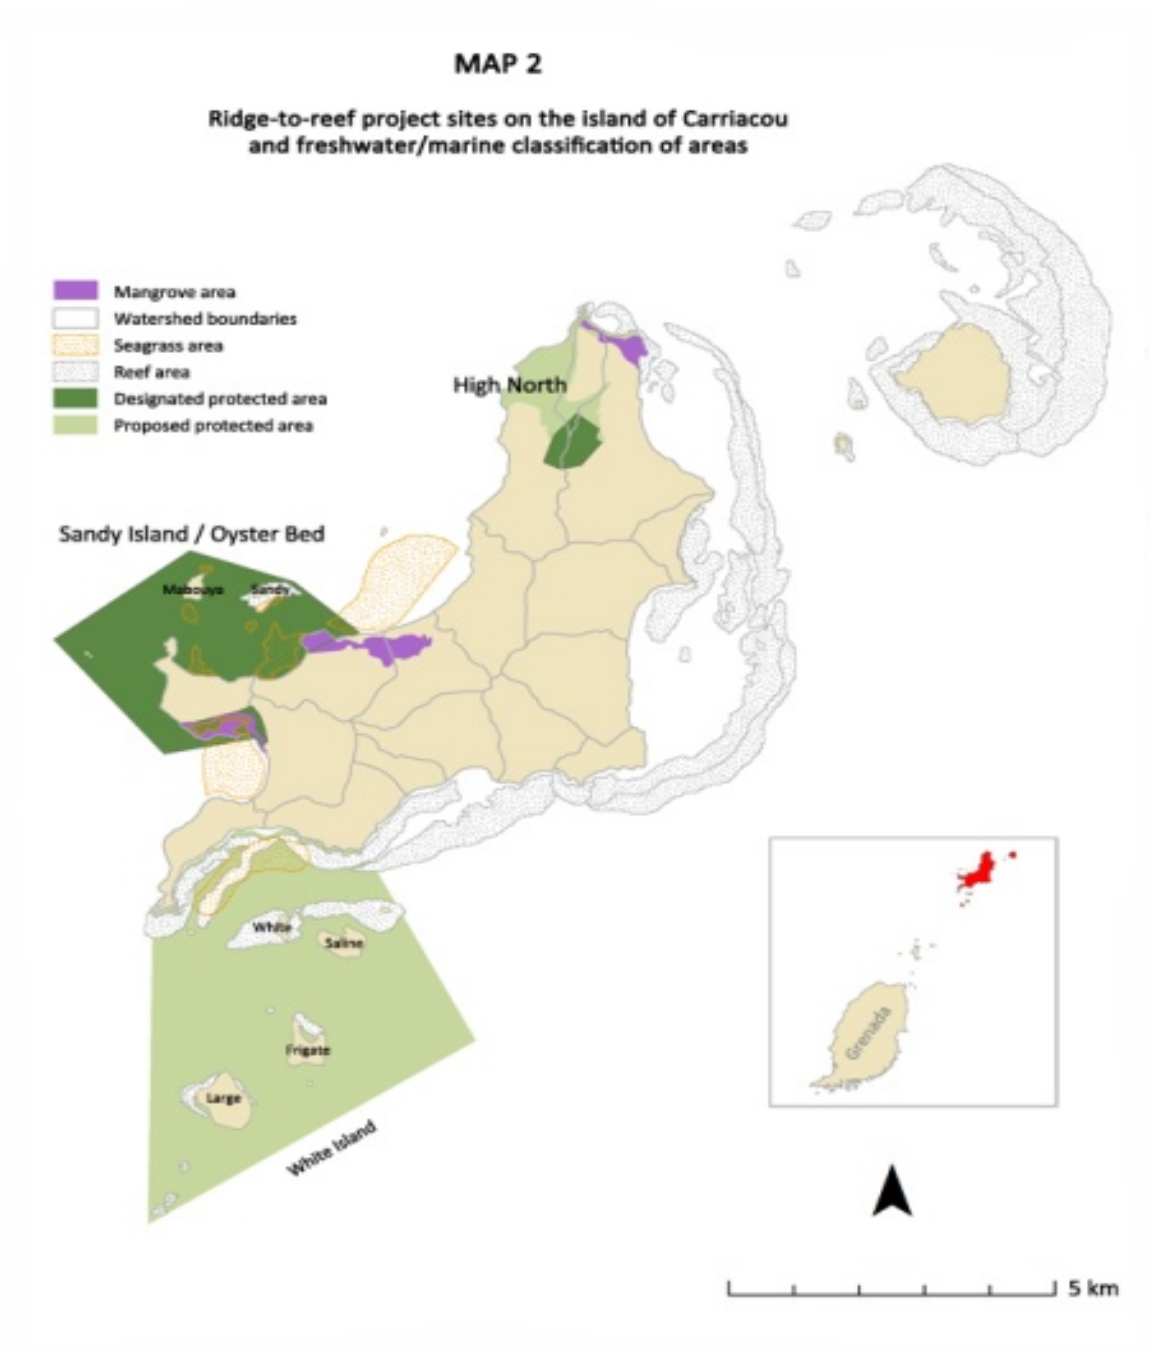 MAP 2
Ridge-to-reef project sites on the island of Carriacou
and freshwater/marine classification of areas
Mangrove area
Watershed boundaries
Seagrass area
Reef area
Designated protected area
Proposed protected area
High North
Sandy Island / Oyster Bed
Mabouya
Sandy
White
Saline
Frigate
Large
White Island
Grenada
5 km